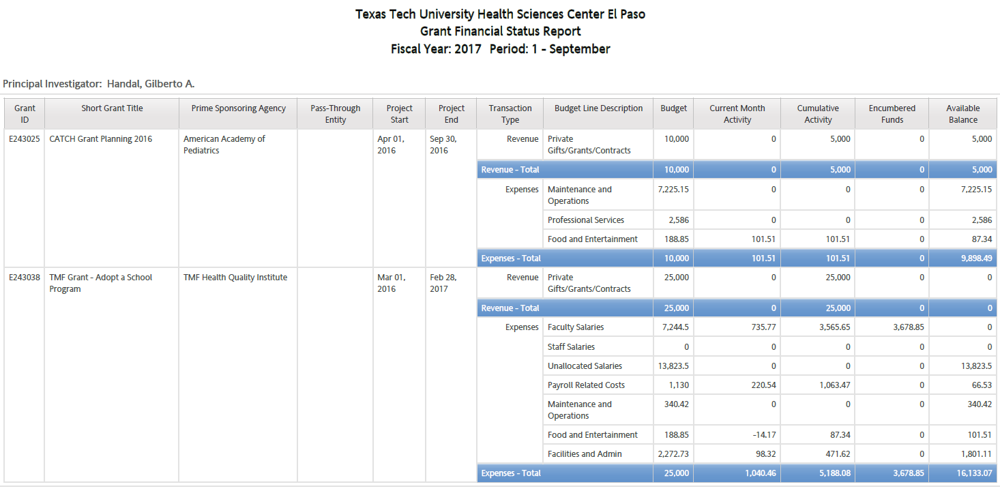 Texas Tech University Health Sciences Center El Paso
Grant Financial Status Report
Fiscal Year: 2017 Period: 1 - September
Principal Investigator: Handal, Gilberto A.
Grant ID Short Grant Title Prime Sponsoring Agency Pass-Through Entity Project Start Project End Transaction Type Budget Line Description Budget Current Month Activity Cumulative Activity Encumbered Funds Available Balance
E243025 CATCH Grant Planning 2016 American Academy of Pediatrics Apr 01, 2016 Sep 30, 2016 Revenue Private Gifts/Grants/Contracts 10,000 0 5,000 0 5,000
Revenue - Total 10,000 0 5,000 0 5,000
Expenses Maintenance and Operations 7,225.15 0 0 0 7,225.15
Professional Services 2,586 0 0 0 2,586
Food and Entertainment 188.85 101.51 101.51 0 87.34
Expenses - Total 10,000 101.51 101.51 0 9,898.49
E243038 TMF Grant - Adopt a School Program TMF Health Quality Institute Mar 01, 2016 Feb 28, 2017 Revenue Private Gifts/Grants/Contracts 25,000 0 25,000 0 0
Revenue - Total 25,000 0 25,000 0 0
Expenses Faculty Salaries 7,244.5 735.77 3,565.65 3,678.85 0
Staff Salaries 0 0 0 0 0
Unallocated Salaries 13,823.5 0 0 0 13,823.5
Payroll Related Costs 1,130 220.54 1,063.47 0 66.53
Maintenance and Operations 340.42 0 0 0 340.42
Food and Entertainment 188.85 -14.17 87.34 0 101.51
Facilities and Admin 2,272.73 98.32 471.62 0 1,801.11
Expenses - Total 25,000 1,040.46 5,188.08 3,678.85 16,133.07